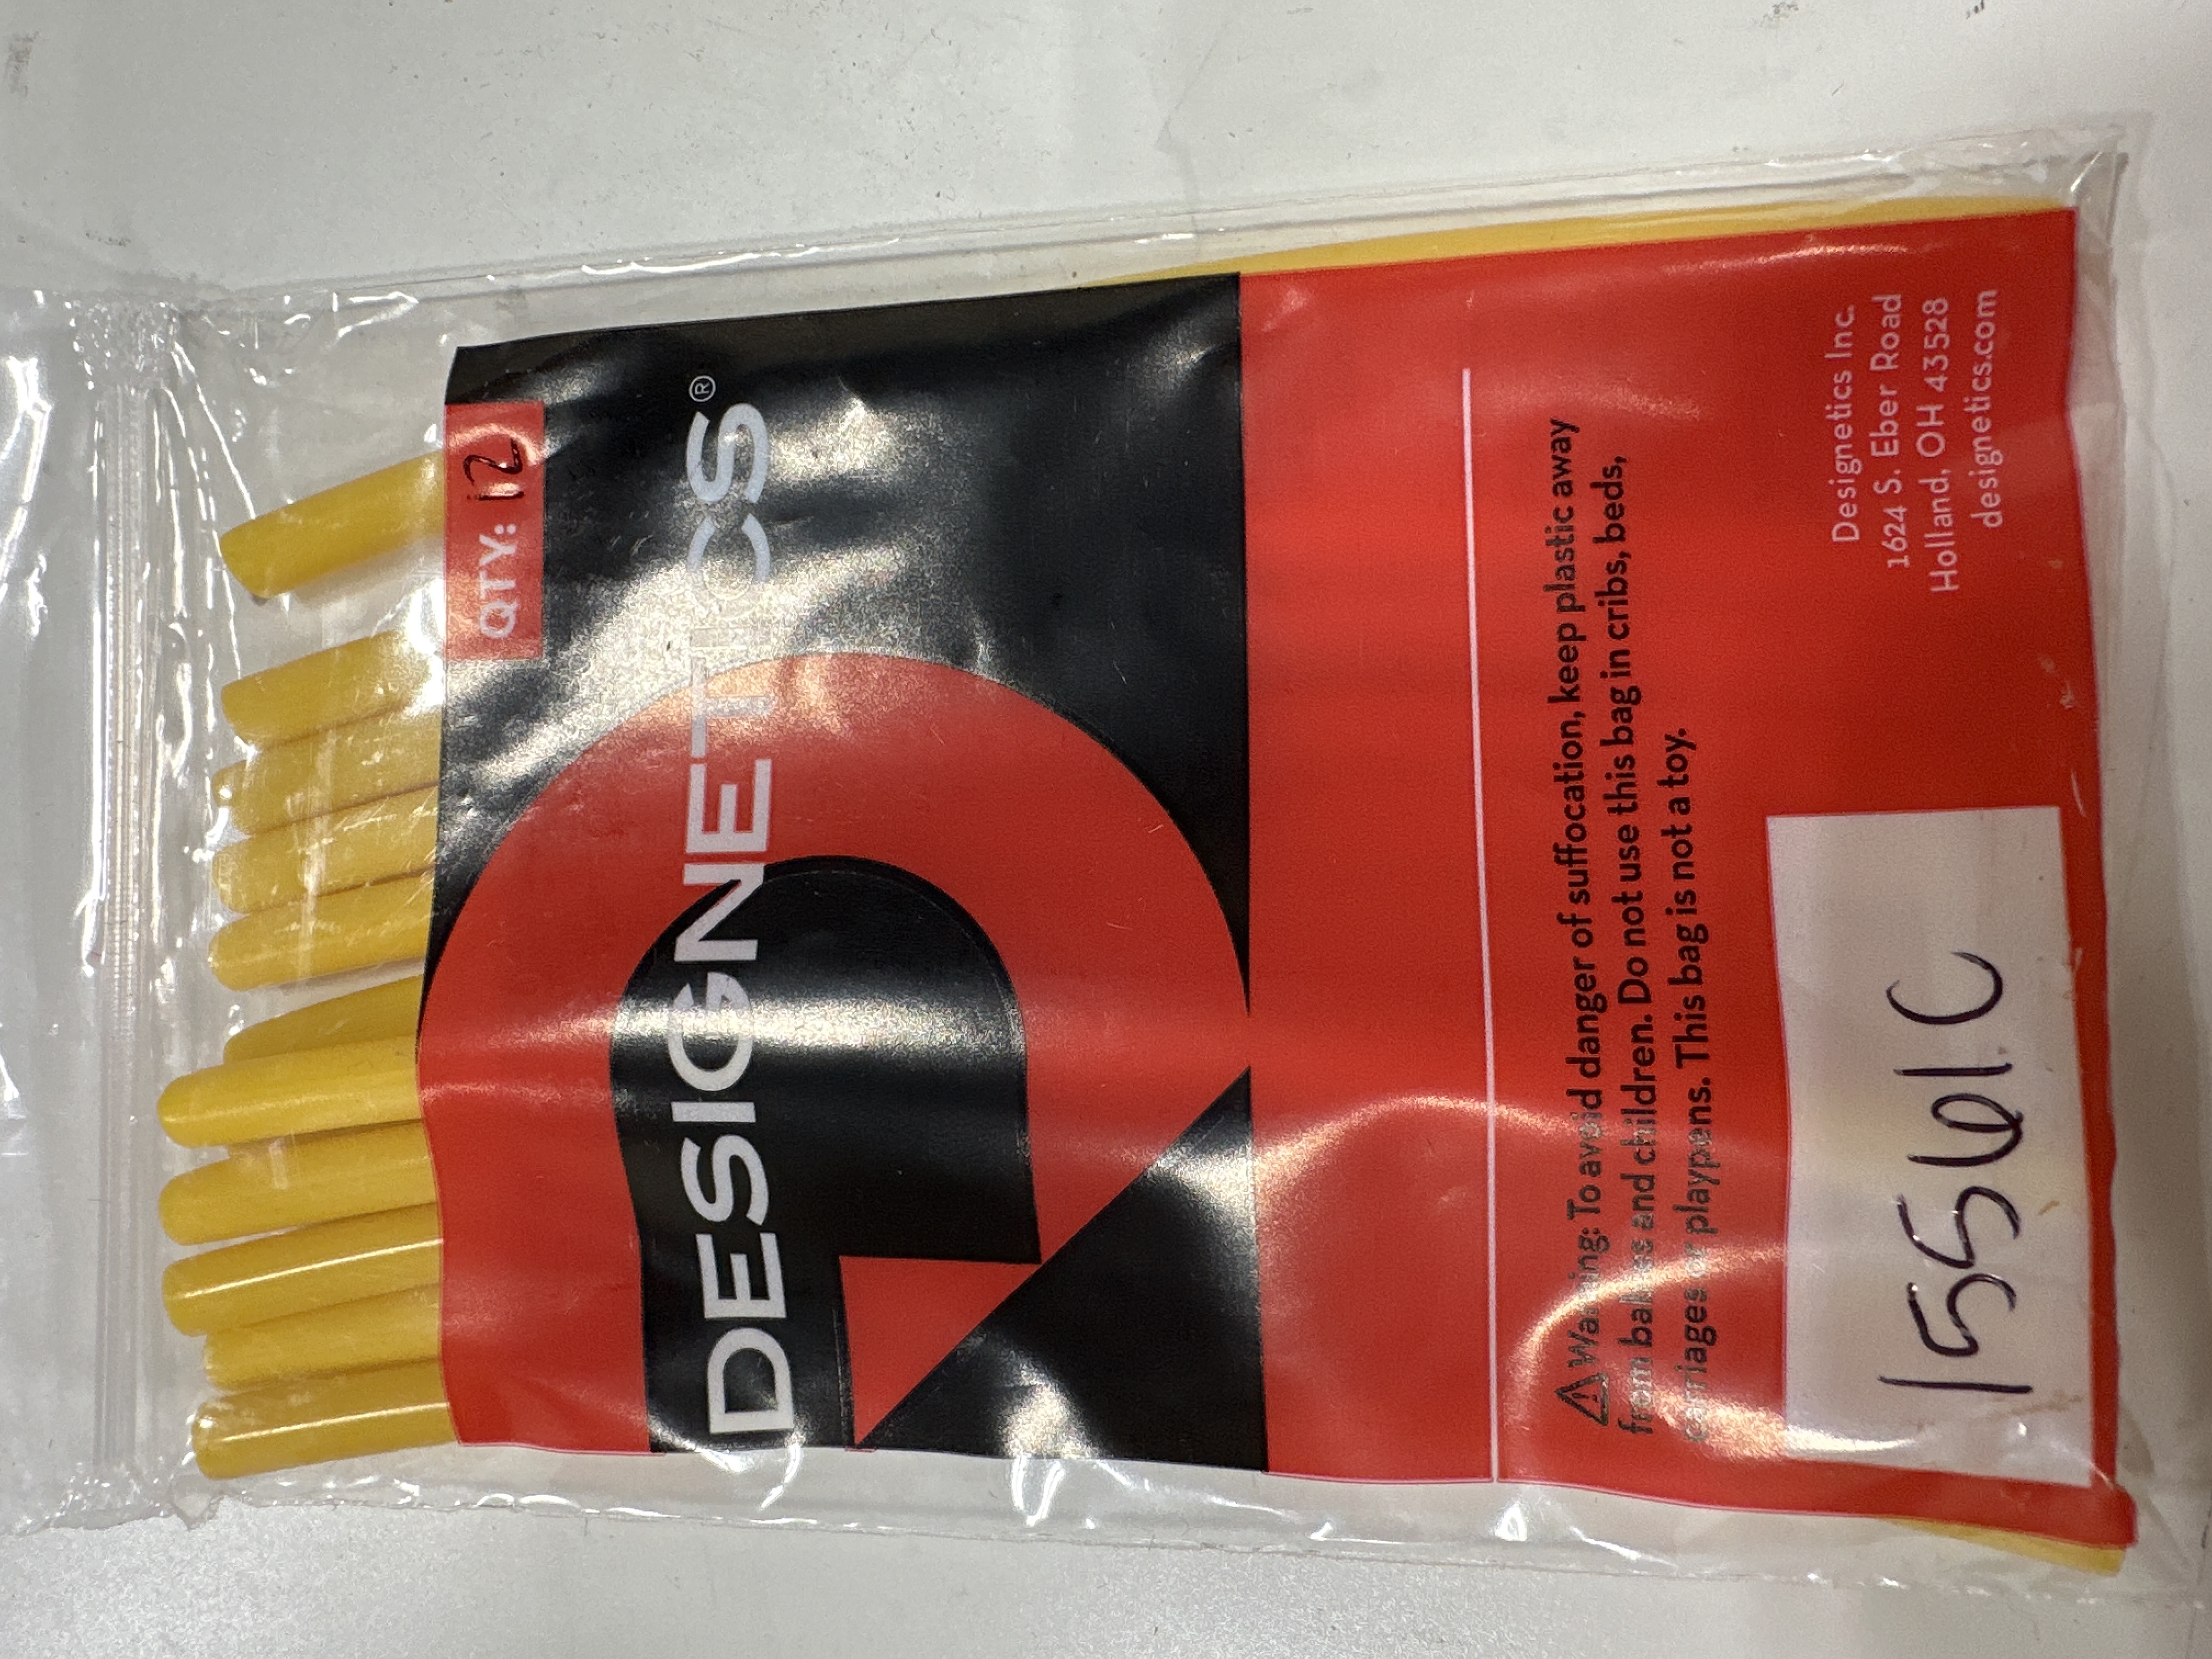 QTY: 12
DESIGNETICS®
⚠ Warning: To avoid danger of suffocation, keep plastic away
from babies and children. Do not use this bag in cribs, beds,
carriages or playpens. This bag is not a toy.
1SS61C
Designetics Inc.
1624 S. Eber Road
Holland, OH 43528
designetics.com